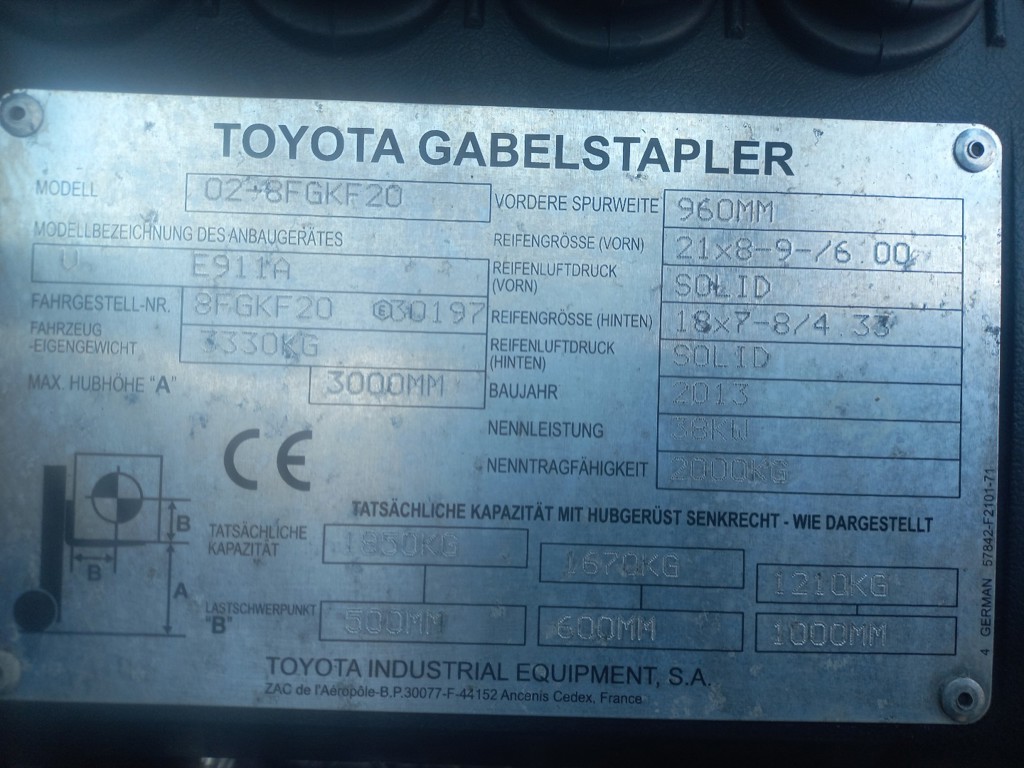 TOYOTA GABELSTAPLER
MODELL 02-8FGKF20
MODELLBEZEICHNUNG DES ANBAUGERÄTES
V E911A
FAHRGESTELL-NR. 8FGKF20 E30197
FAHRZEUG
-EIGENGEWICHT 3330KG
MAX. HUBHÖHE "A" 3000MM
VORDERE SPURWEITE 960MM
REIFENGRÖSSE (VORN) 21x8-9-/6.00
REIFENLUFTDRUCK
(VORN) SOLID
REIFENGRÖSSE (HINTEN) 18x7-8/4.33
REIFENLUFTDRUCK
(HINTEN) SOLID
BAUJAHR 2013
NENNLEISTUNG 38KW
NENNTRAGFÄHIGKEIT 2000KG
CE
B
B
A
TATSÄCHLICHE KAPAZITÄT MIT HUBGERÜST SENKRECHT - WIE DARGESTELLT
TATSÄCHLICHE
KAPAZITÄT 1850KG 1670KG 1210KG
LASTSCHWERPUNKT
"B" 500MM 600MM 1000MM
TOYOTA INDUSTRIAL EQUIPMENT, S.A.
ZAC de l'Aéropôle-B.P.30077-F-44152 Ancenis Cedex, France
4 GERMAN 57842-F2101-71